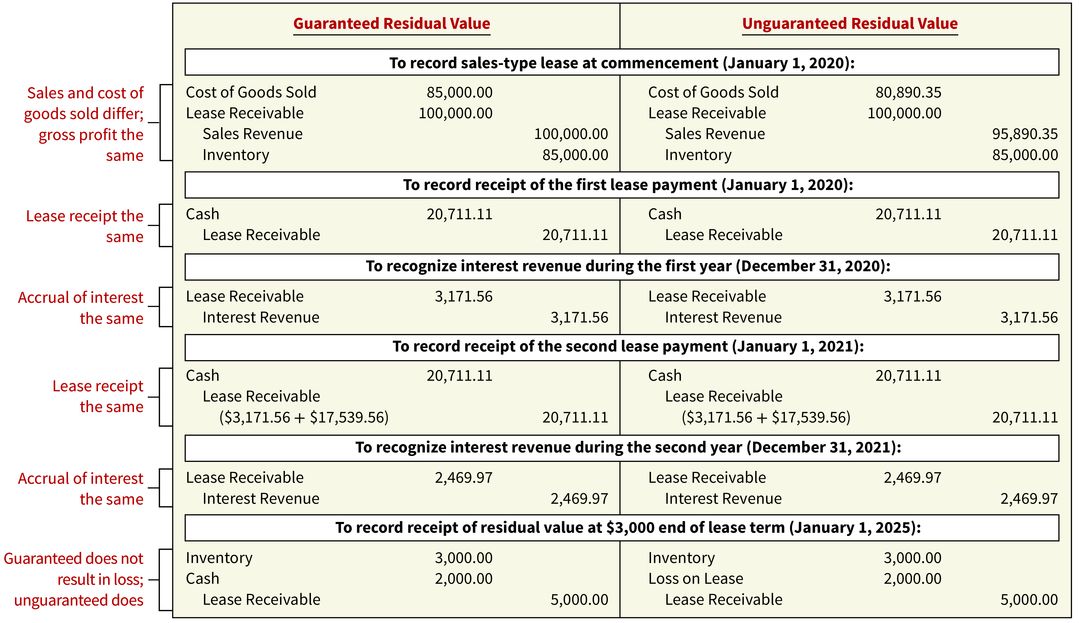 Guaranteed Residual Value Unguaranteed Residual Value
To record sales-type lease at commencement (January 1, 2020):
Sales and cost of
goods sold differ;
gross profit the
same
Cost of Goods Sold 85,000.00 Cost of Goods Sold 80,890.35
Lease Receivable 100,000.00 Lease Receivable 100,000.00
Sales Revenue 100,000.00 Sales Revenue 95,890.35
Inventory 85,000.00 Inventory 85,000.00
To record receipt of the first lease payment (January 1, 2020):
Lease receipt the
same
Cash 20,711.11 Cash 20,711.11
Lease Receivable 20,711.11 Lease Receivable 20,711.11
To recognize interest revenue during the first year (December 31, 2020):
Accrual of interest
the same
Lease Receivable 3,171.56 Lease Receivable 3,171.56
Interest Revenue 3,171.56 Interest Revenue 3,171.56
To record receipt of the second lease payment (January 1, 2021):
Lease receipt
the same
Cash 20,711.11 Cash 20,711.11
Lease Receivable Lease Receivable
($3,171.56 + $17,539.56) 20,711.11 ($3,171.56 + $17,539.56) 20,711.11
To recognize interest revenue during the second year (December 31, 2021):
Accrual of interest
the same
Lease Receivable 2,469.97 Lease Receivable 2,469.97
Interest Revenue 2,469.97 Interest Revenue 2,469.97
To record receipt of residual value at $3,000 end of lease term (January 1, 2025):
Guaranteed does not
result in loss;
unguaranteed does
Inventory 3,000.00 Inventory 3,000.00
Cash 2,000.00 Loss on Lease 2,000.00
Lease Receivable 5,000.00 Lease Receivable 5,000.00